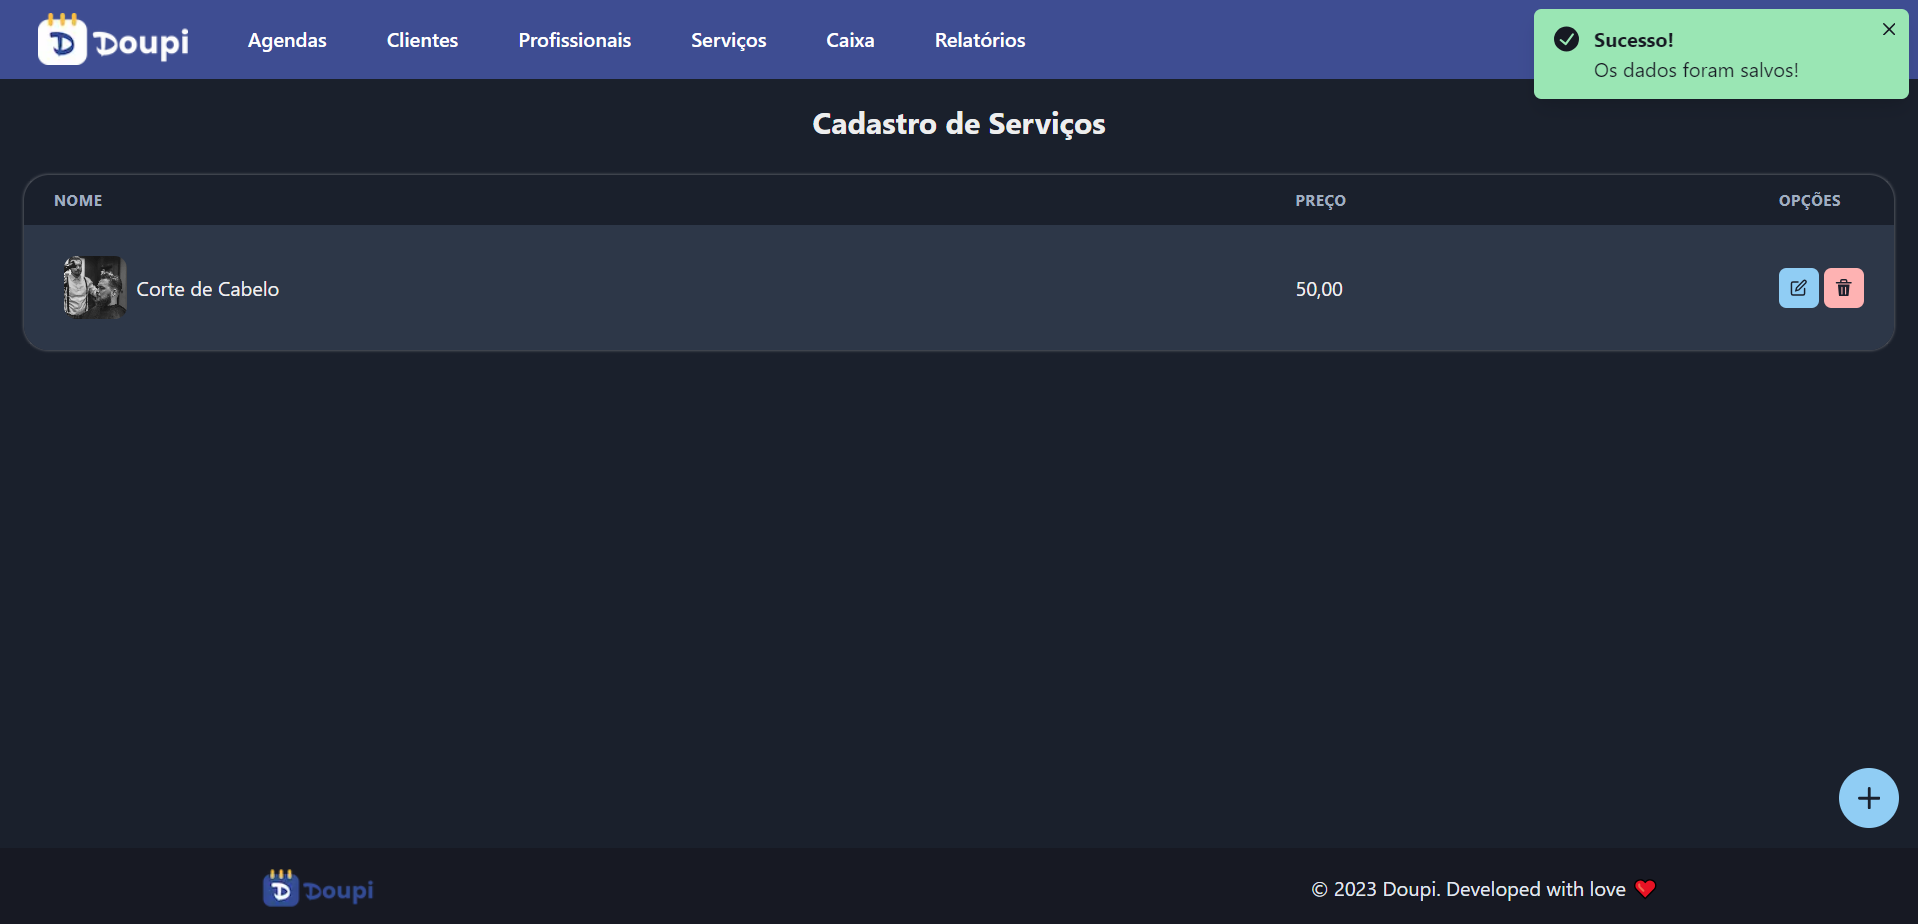 Doupi
Agendas
Clientes
Profissionais
Serviços
Caixa
Relatórios
Sucesso!
Os dados foram salvos!
Cadastro de Serviços
NOME
PREÇO
OPÇÕES
Corte de Cabelo
50,00
Doupi
© 2023 Doupi. Developed with love ❤️